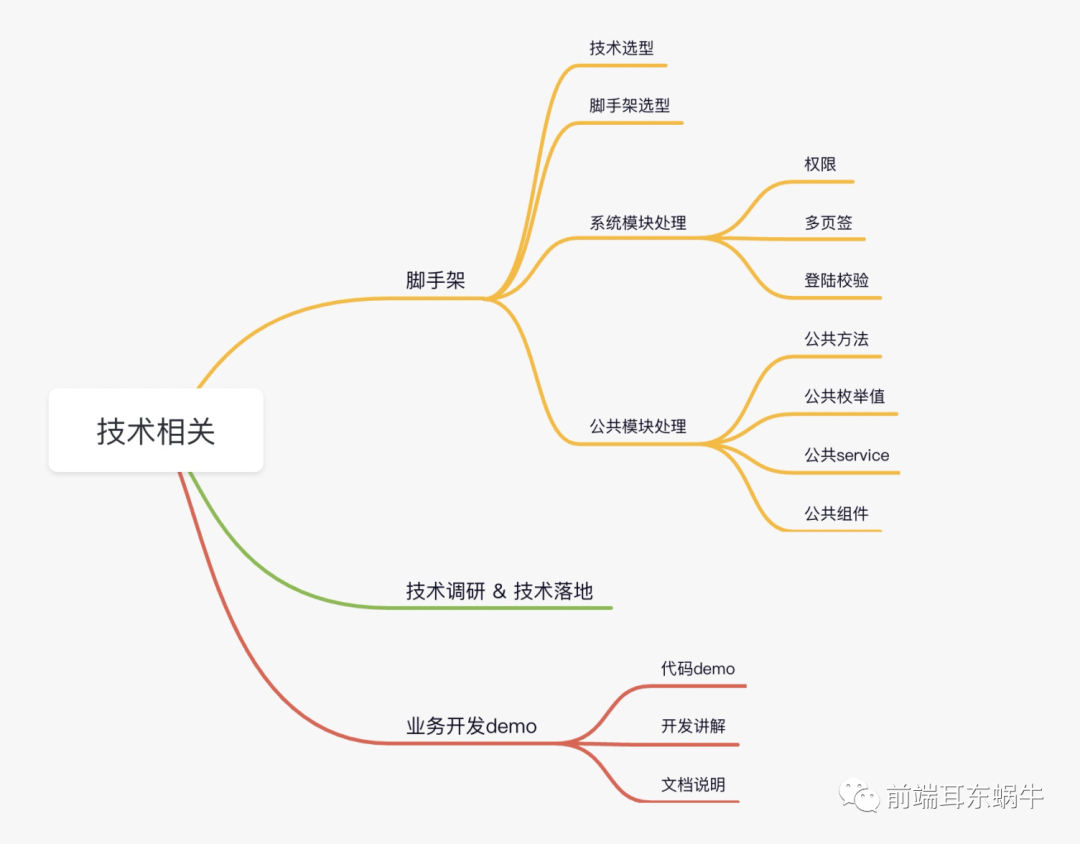 技术选型
脚手架选型
权限
系统模块处理
多页签
脚手架
登陆校验
公共方法
公共枚举值
技术相关
公共模块处理
公共service
公共组件
技术调研 & 技术落地
代码demo
业务开发demo
开发讲解
文档说明
前端耳东蜗牛